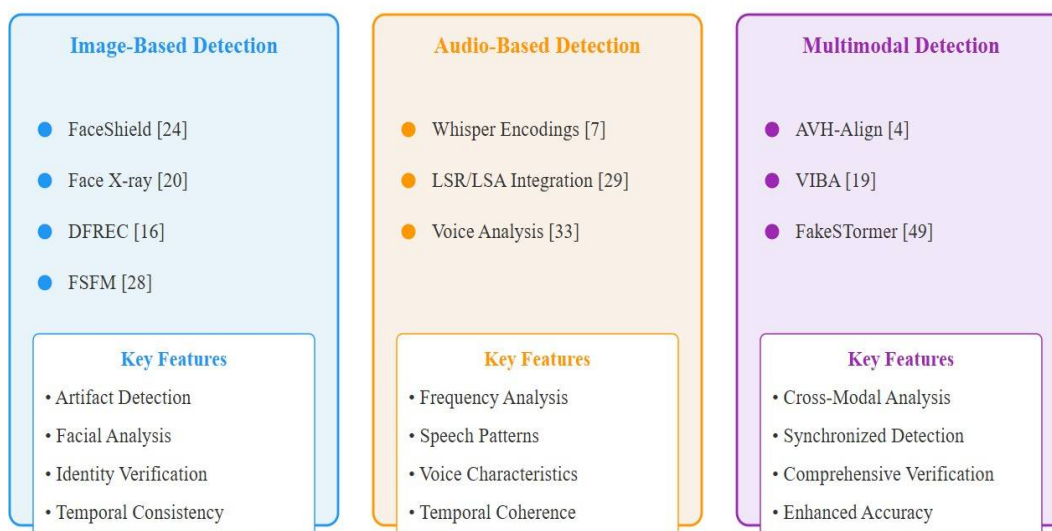 Image-Based Detection
FaceShield [24]
Face X-ray [20]
DFREC [16]
FSFM [28]
Key Features
• Artifact Detection
• Facial Analysis
• Identity Verification
• Temporal Consistency
Audio-Based Detection
Whisper Encodings [7]
LSR/LSA Integration [29]
Voice Analysis [33]
Key Features
• Frequency Analysis
• Speech Patterns
• Voice Characteristics
• Temporal Coherence
Multimodal Detection
AVH-Align [4]
VIBA [19]
FakeSTormer [49]
Key Features
• Cross-Modal Analysis
• Synchronized Detection
• Comprehensive Verification
• Enhanced Accuracy